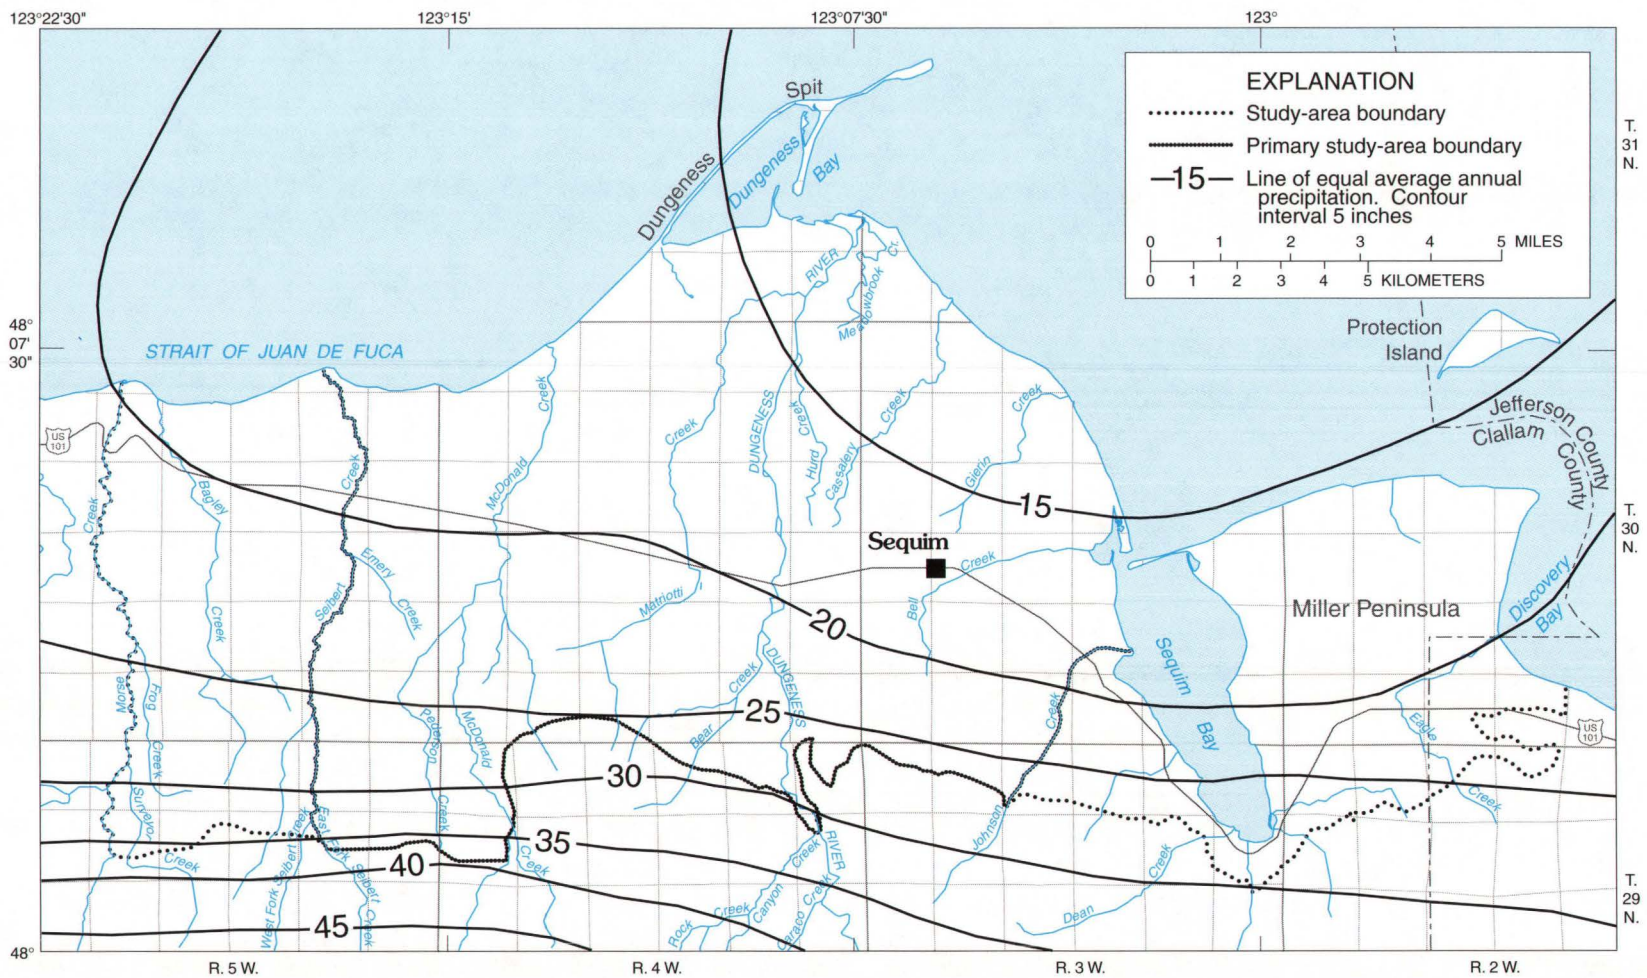 123°22'30"
123°15'
123°07'30"
123°
EXPLANATION
Study-area boundary
Primary study-area boundary
15
Line of equal average annual
precipitation. Contour
interval 5 inches
0 1 2 3 4 5 MILES
0 1 2 3 4 5 KILOMETERS
T.
31
N.
Spit
Dungeness
Dungeness
Bay
RIVER
Meadowbrook Cr.
48°
07'
30"
STRAIT OF JUAN DE FUCA
Protection
Island
Jefferson County
Clallam County
US
101
Creek
Bagley
Creek
Creek
Seibert
Emery
Creek
McDonald
Creek
Creek
Matriotti
DUNGENESS
Creek
Hurd
Cassalery
Creek
Gierin
Creek
15
Sequim
Bell
Creek
T.
30
N.
Miller Peninsula
Discovery
Bay
20
Sequim
Bay
Morse
Frog
Creek
Pederson
Creek
McDonald
Creek
Bear
Creek
DUNGENESS
25
Creek
Johnson
Eagle
Creek
US
101
30
Surveyor
Creek
35
40
45
West Fork Seibert Creek
East Fork Seibert Creek
RIVER
Creek
Canyon
Rock
Creek
Caraco Creek
Dean
Creek
T.
29
N.
48°
R. 5 W.
R. 4 W.
R. 3 W.
R. 2 W.